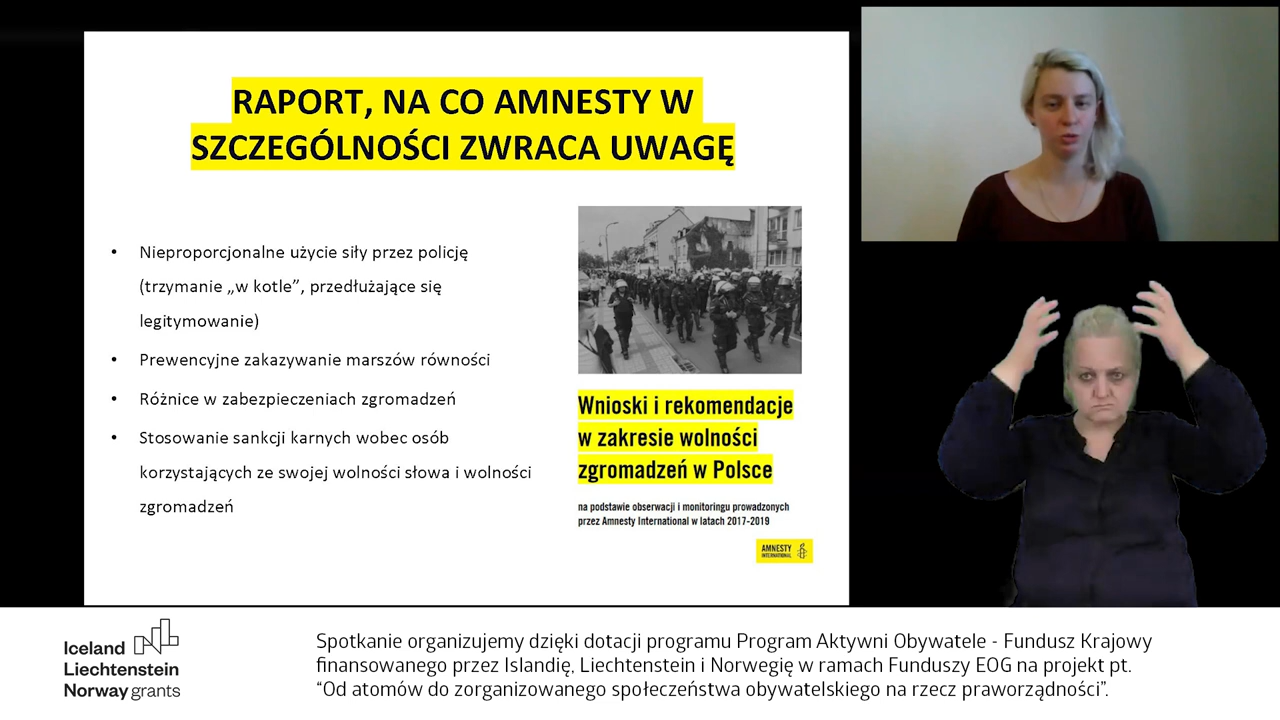 RAPORT, NA CO AMNESTY W
SZCZEGÓLNOŚCI ZWRACA UWAGĘ
• Nieproporcjonalne użycie siły przez policję
(trzymanie „w kotle”, przedłużające się
legitymowanie)
• Prewencyjne zakazywanie marszów równości
• Różnice w zabezpieczeniach zgromadzeń
• Stosowanie sankcji karnych wobec osób
korzystających ze swojej wolności słowa i wolności
zgromadzeń
Wnioski i rekomendacje
w zakresie wolności
zgromadzeń w Polsce
na podstawie obserwacji i monitoringu prowadzonych
przez Amnesty International w latach 2017-2019
AMNESTY
INTERNATIONAL
Iceland
Liechtenstein
Norway grants
Spotkanie organizujemy dzięki dotacji programu Program Aktywni Obywatele - Fundusz Krajowy
finansowanego przez Islandię, Liechtenstein i Norwegię w ramach Funduszy EOG na projekt pt.
“Od atomów do zorganizowanego społeczeństwa obywatelskiego na rzecz praworządności”.